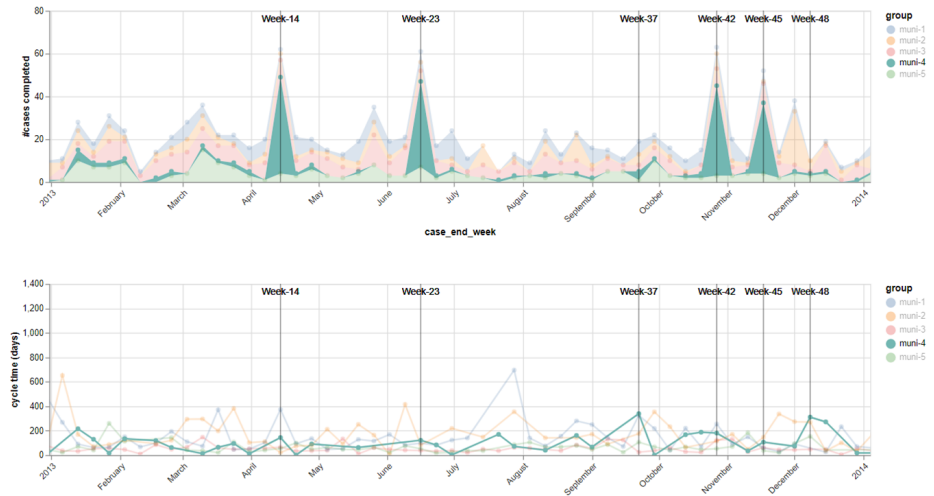 80
60
40
20
0
#cases completed
Week-14
Week-23
Week-37
Week-42
Week-45
Week-48
2013
February
March
April
May
June
July
August
September
October
November
December
2014
case_end_week
group
muni-1
muni-2
muni-3
muni-4
muni-5
1,400
1,200
1,000
800
600
400
200
0
cycle time (days)
Week-14
Week-23
Week-37
Week-42
Week-45
Week-48
2013
February
March
April
May
June
July
August
September
October
November
December
2014
group
muni-1
muni-2
muni-3
muni-4
muni-5